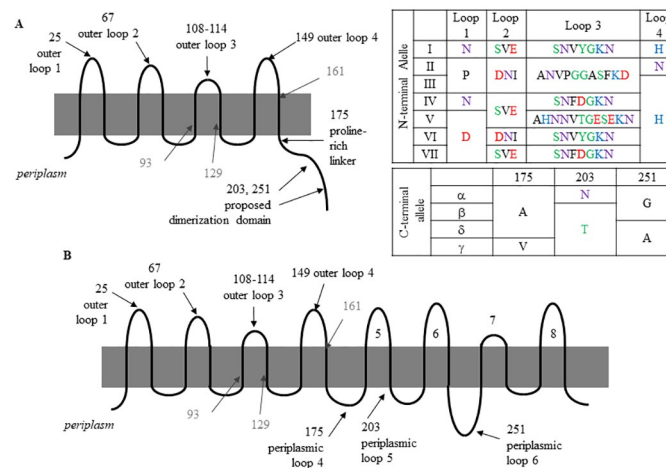 A
25
outer
loop 1
67
outer loop 2
108-114
outer loop 3
149 outer loop 4
161
175
proline-
rich
linker
93
129
periplasm
203, 251
proposed
dimerization domain
Loop 1 Loop 2 Loop 3 Loop 4
N-terminal Alelle
I N SVE SNVYGKN H
II P DNI ANVPGGASFKD N
III
IV N SVE SNFDGKN H
V AHNNVTGESEKN
VI D DNI SNVYGKN
VII SVE SNFDGKN
175 203 251
C-terminal allele
α A N G
β T
δ A
γ V
B
25
outer
loop 1
67
outer loop 2
108-114
outer loop 3
149 outer loop 4
161
5
6
7
8
93
129
periplasm
175
periplasmic
loop 4
203
periplasmic
loop 5
251
periplasmic
loop 6